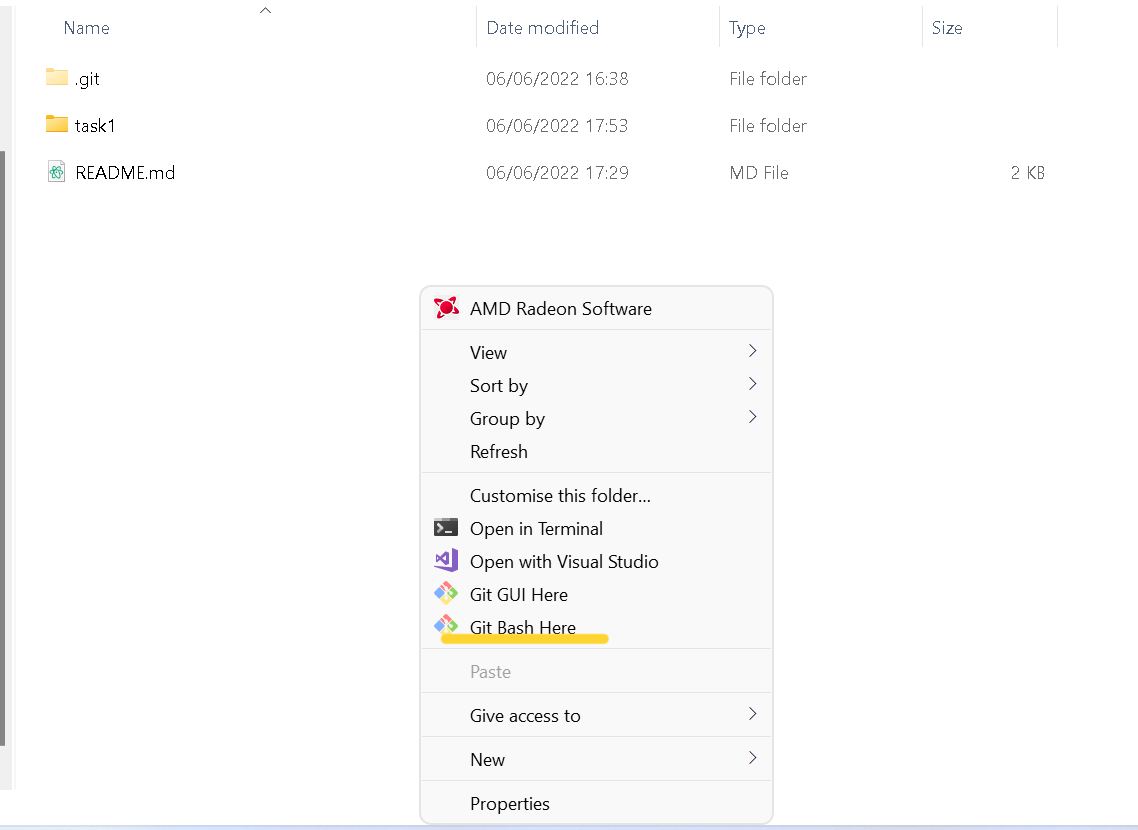 Name Date modified Type Size
.git 06/06/2022 16:38 File folder
task1 06/06/2022 17:53 File folder
README.md 06/06/2022 17:29 MD File 2 KB
AMD Radeon Software
View
Sort by
Group by
Refresh
Customise this folder...
Open in Terminal
Open with Visual Studio
Git GUI Here
Git Bash Here
Paste
Give access to
New
Properties